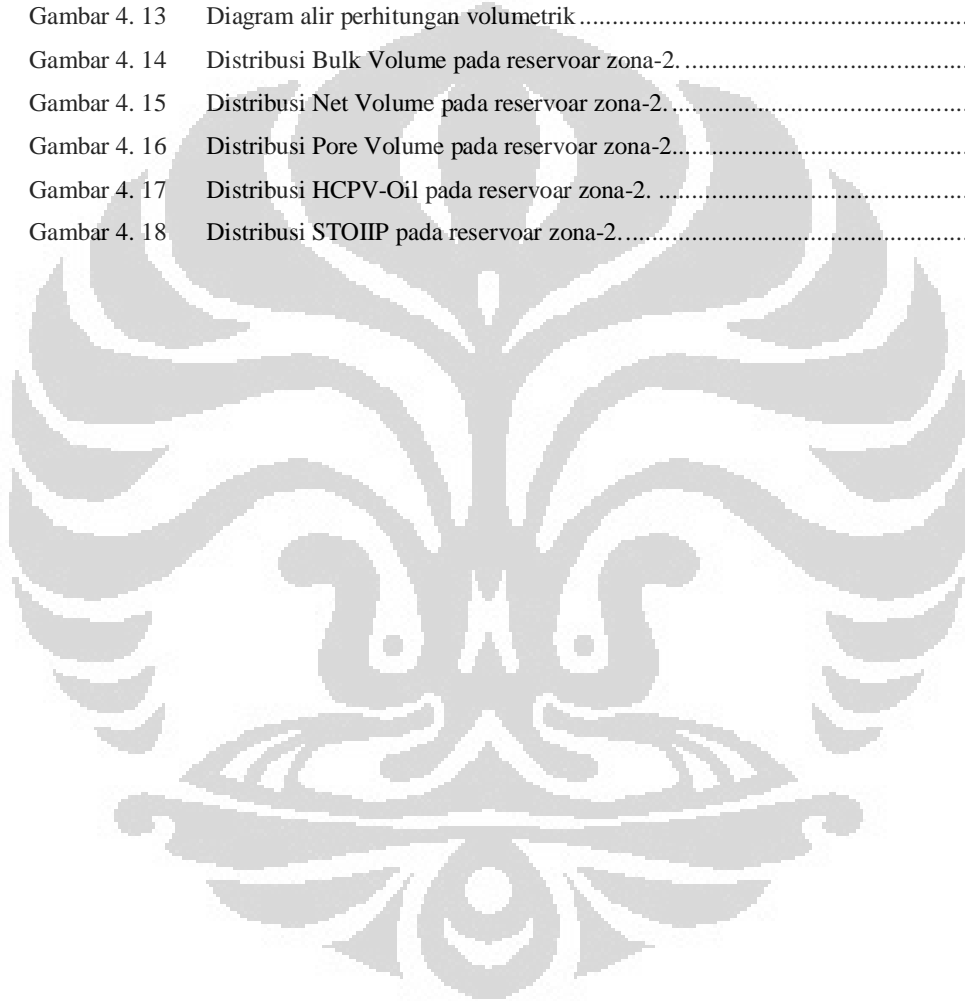 Gambar 4. 13 Diagram alir perhitungan volumetrik ........................................................................
Gambar 4. 14 Distribusi Bulk Volume pada reservoar zona-2. .....................................................
Gambar 4. 15 Distribusi Net Volume pada reservoar zona-2. ......................................................
Gambar 4. 16 Distribusi Pore Volume pada reservoar zona-2......................................................
Gambar 4. 17 Distribusi HCPV-Oil pada reservoar zona-2. .........................................................
Gambar 4. 18 Distribusi STOIIP pada reservoar zona-2. .............................................................